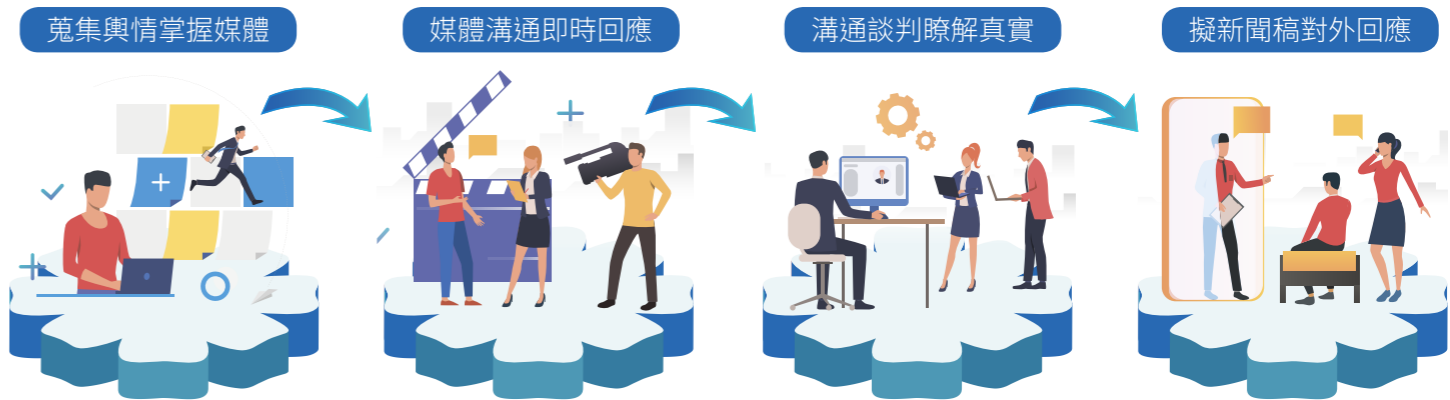 蒐集輿情掌握媒體
媒體溝通即時回應
溝通談判瞭解真實
擬新聞稿對外回應